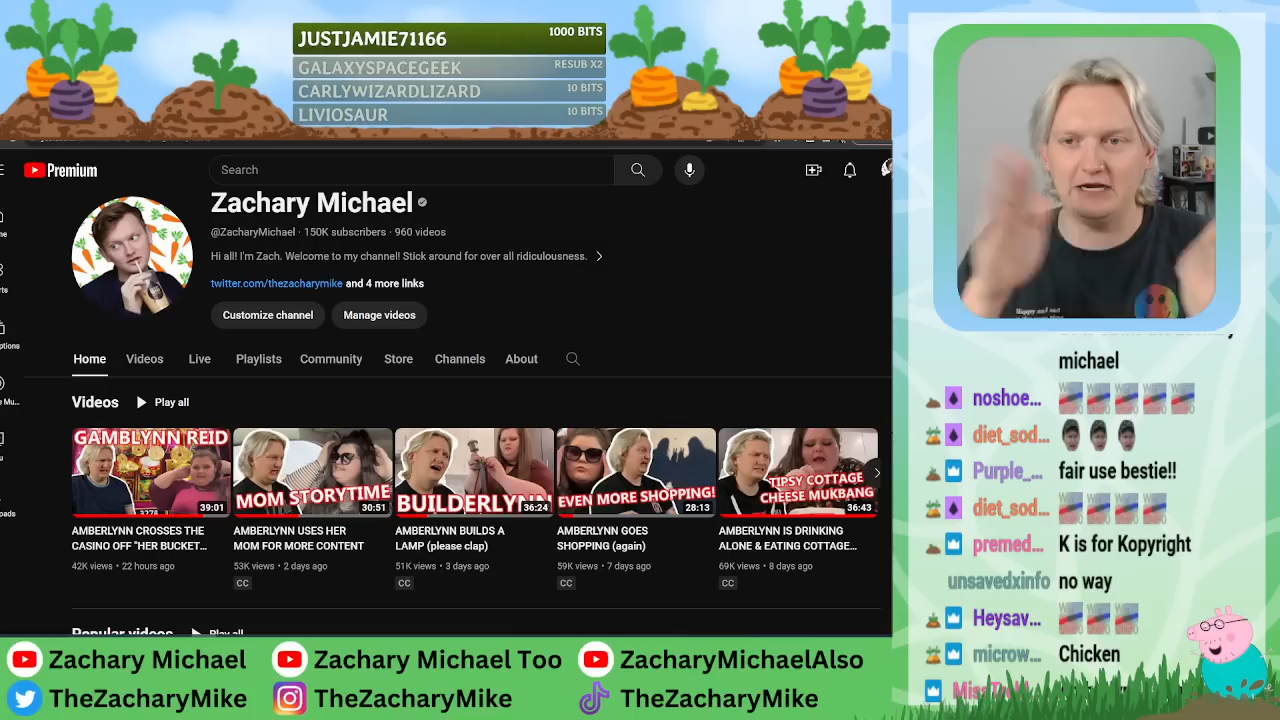 JUSTJAMIE71166 1000 BITS
GALAXYSPACEGEEK RESUB X2
CARLYWIZARDLIZARD 10 BITS
LIVIOSAUR 10 BITS
Premium
Search
Zachary Michael
@ZacharyMichael · 150K subscribers · 960 videos
Hi all! I'm Zach. Welcome to my channel! Stick around for over all ridiculousness.
twitter.com/thezacharymike and 4 more links
Customize channel Manage videos
Home Videos Live Playlists Community Store Channels About
Videos Play all
GAMBLYNN REID
39:01
MOM STORYTIME
30:51
BUILDERLYNN
36:24
EVEN MORE SHOPPING!
28:13
TIPSY COTTAGE
CHEESE MUKBANG
36:43
AMBERLYNN CROSSES THE
CASINO OFF "HER BUCKET...
42K views · 22 hours ago
AMBERLYNN USES HER
MOM FOR MORE CONTENT
53K views · 2 days ago
CC
AMBERLYNN BUILDS A
LAMP (please clap)
51K views · 3 days ago
CC
AMBERLYNN GOES
SHOPPING (again)
59K views · 7 days ago
CC
AMBERLYNN IS DRINKING
ALONE & EATING COTTAGE...
69K views · 8 days ago
CC
Popular videos Play all
michael
noshoe...
diet_sod...
Purple_... fair use bestie!!
diet_sod...
premed... K is for Kopyright
unsavedxinfo no way
Heysav...
microw... Chicken
Zachary Michael Zachary Michael Too ZacharyMichaelAlso
TheZacharyMike TheZacharyMike TheZacharyMike